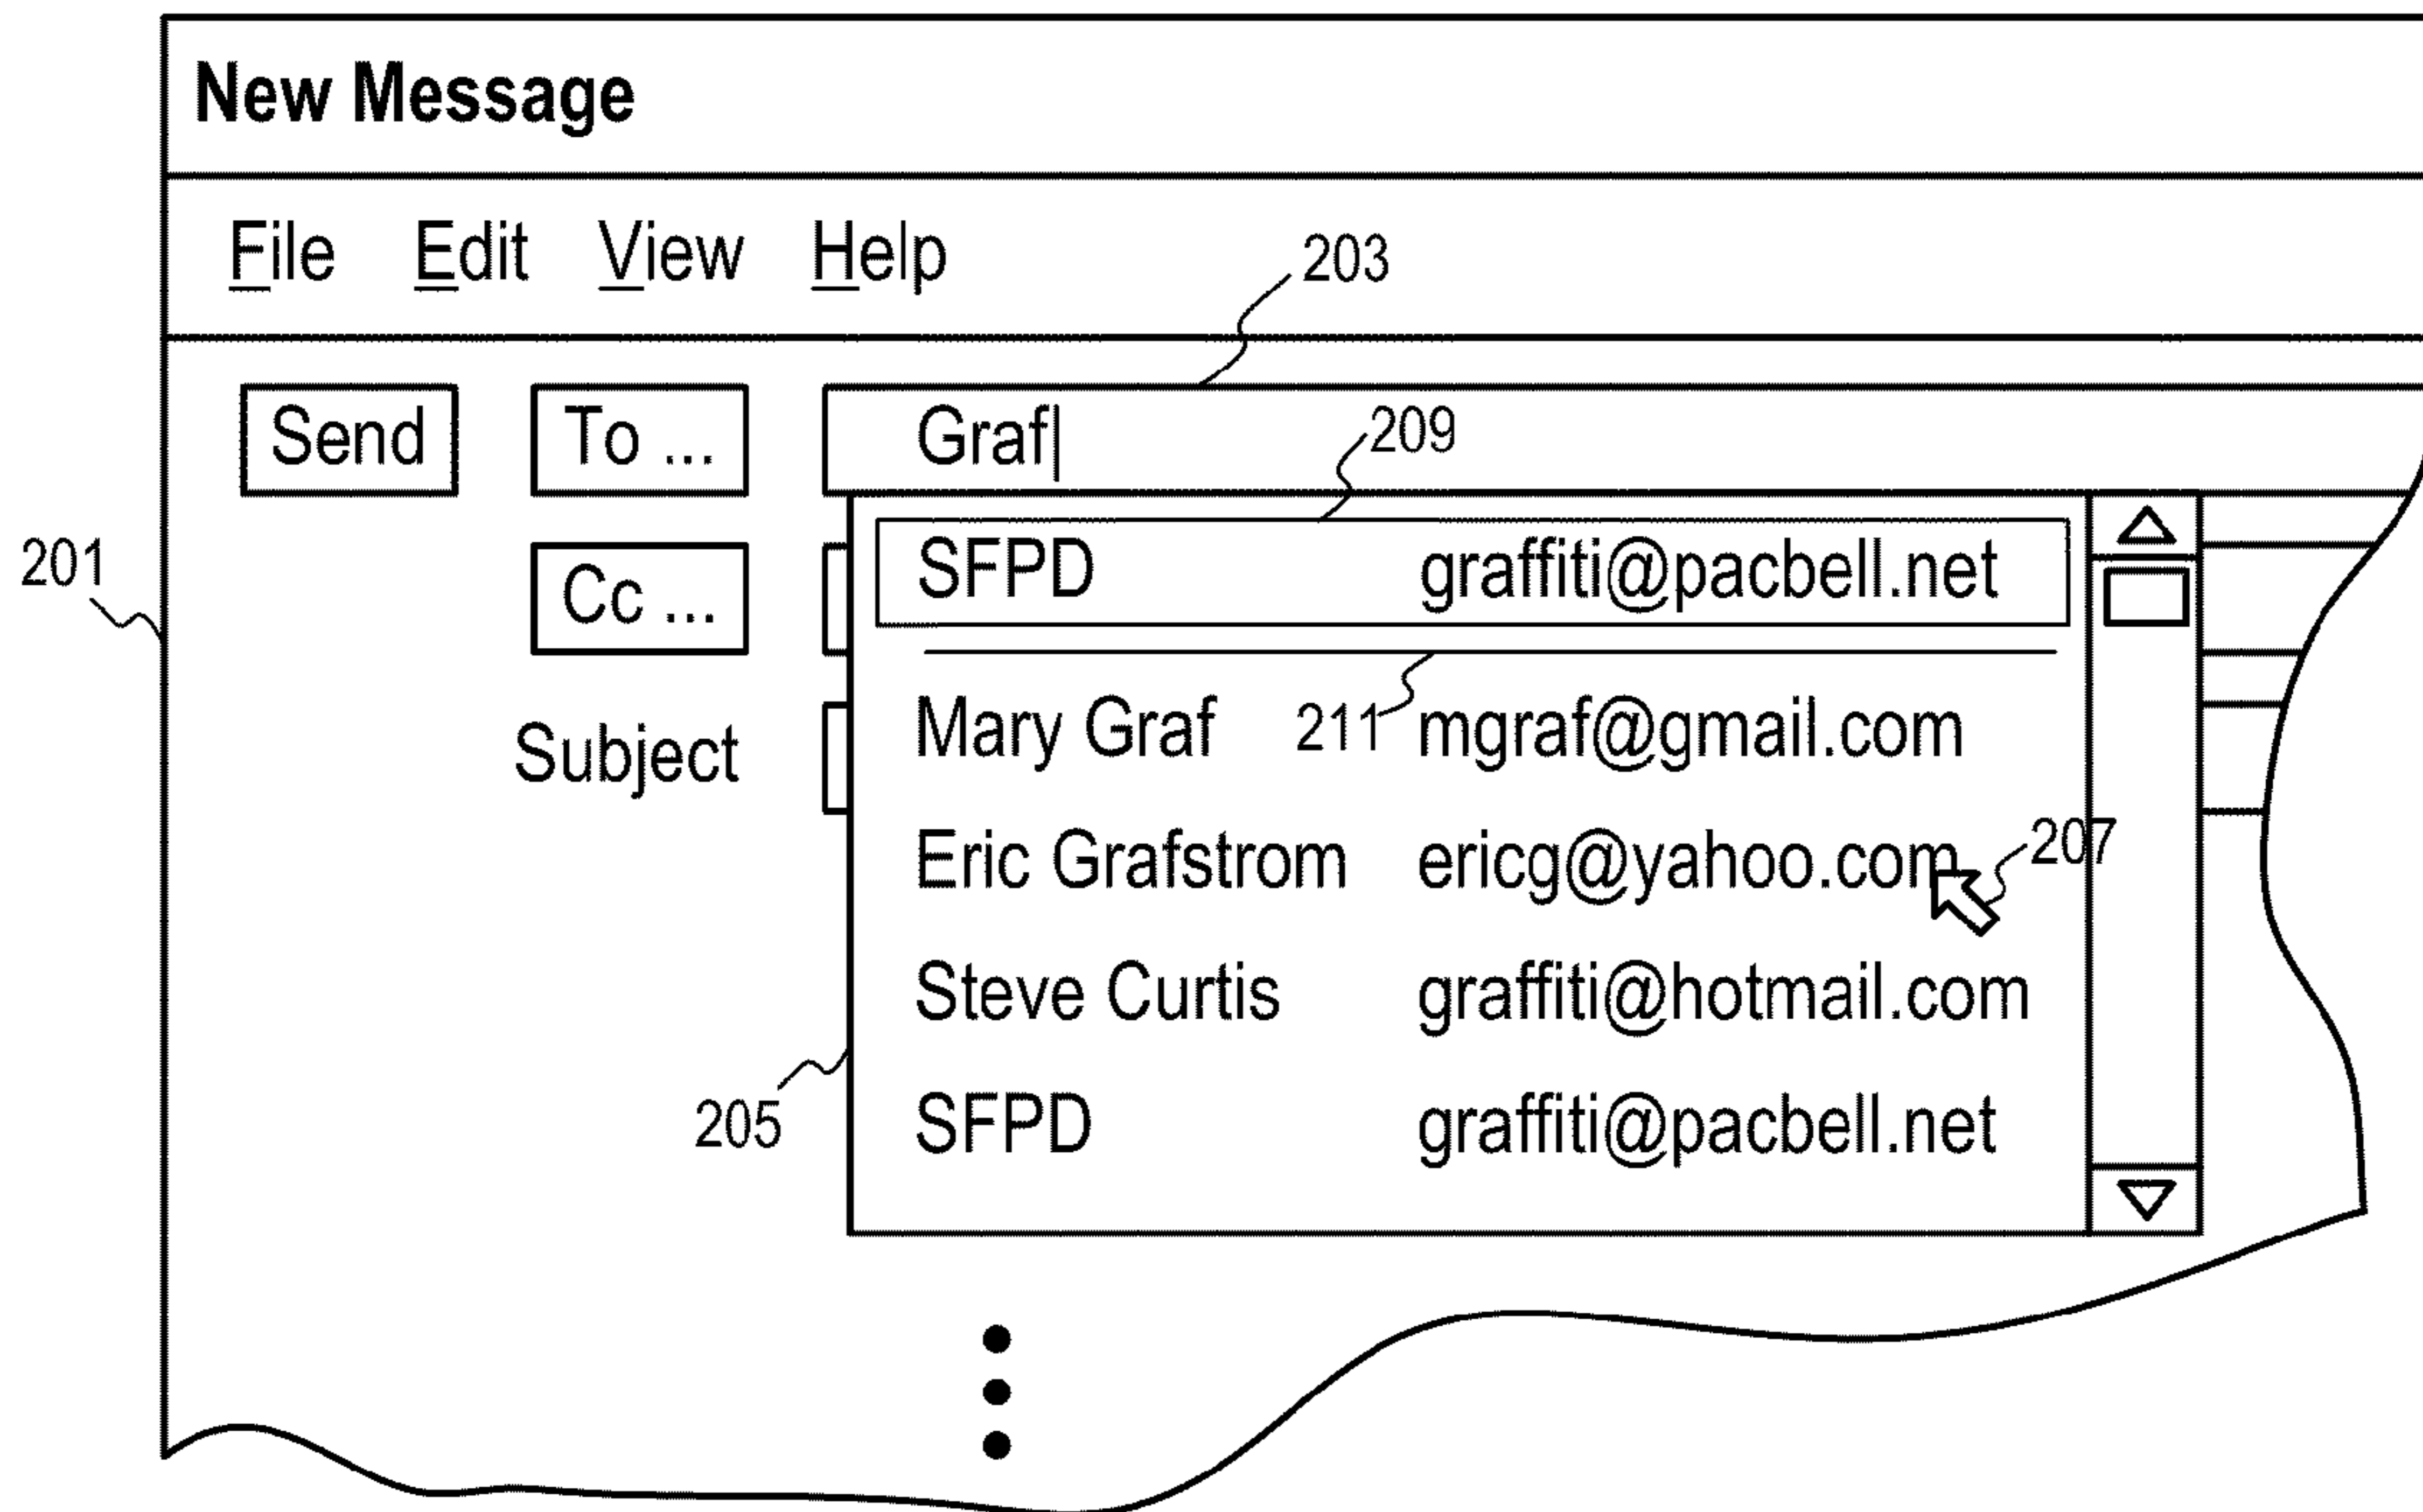 New Message
File Edit View Help
203
Send To ... Graf
209
SFPD graffiti@pacbell.net
201
Cc ...
211
Subject
Mary Graf mgraf@gmail.com
Eric Grafstrom ericg@yahoo.com
207
Steve Curtis graffiti@hotmail.com
205
SFPD graffiti@pacbell.net